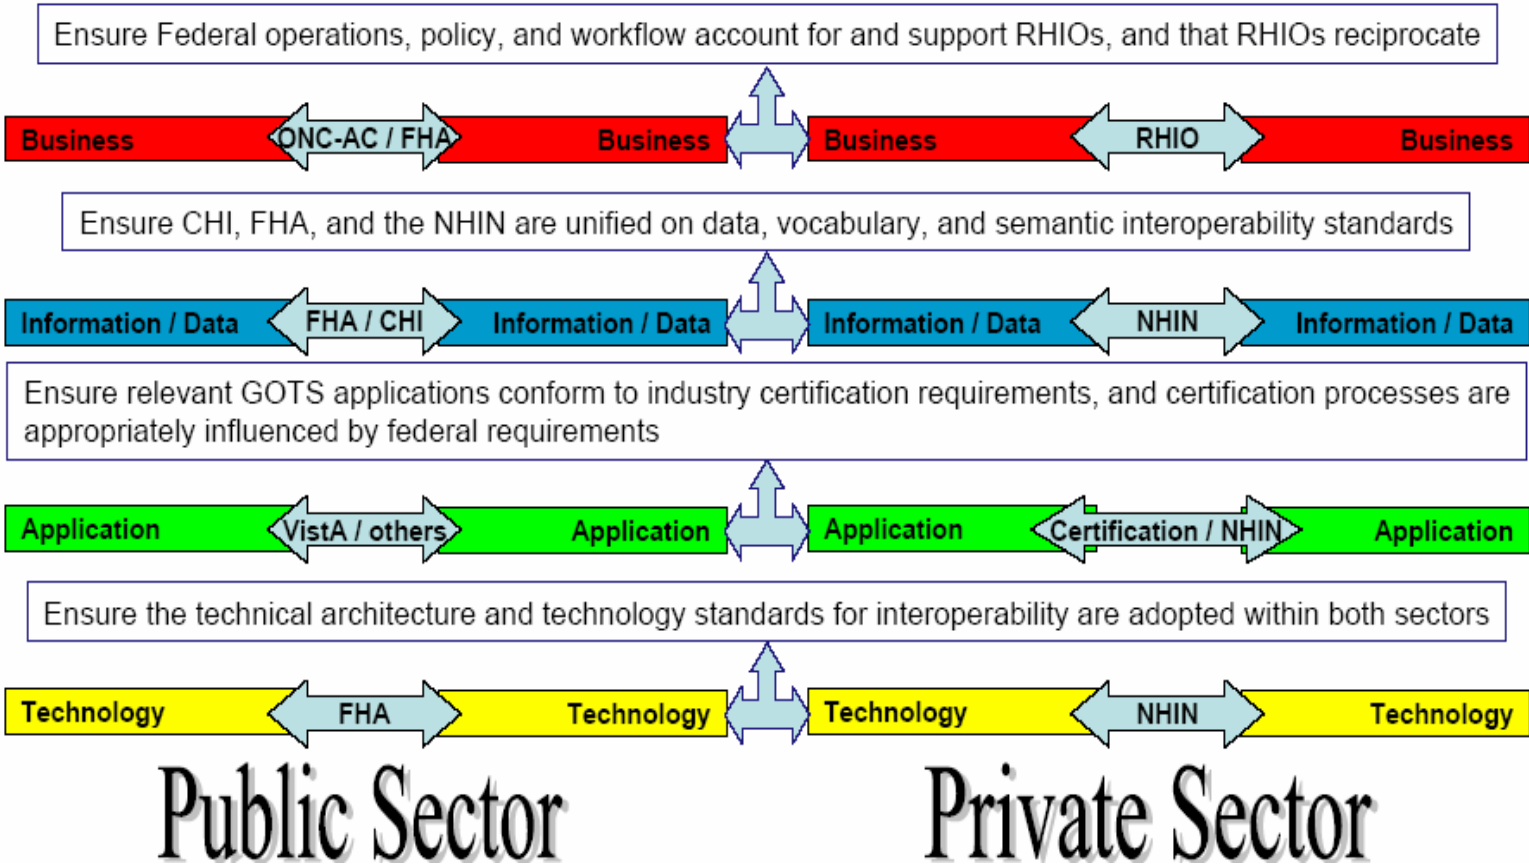 Ensure Federal operations, policy, and workflow account for and support RHIOs, and that RHIOs reciprocate
Business ONC-AC / FHA Business Business RHIO Business
Ensure CHI, FHA, and the NHIN are unified on data, vocabulary, and semantic interoperability standards
Information / Data FHA / CHI Information / Data Information / Data NHIN Information / Data
Ensure relevant GOTS applications conform to industry certification requirements, and certification processes are
appropriately influenced by federal requirements
Application VistA / others Application Application Certification / NHIN Application
Ensure the technical architecture and technology standards for interoperability are adopted within both sectors
Technology FHA Technology Technology NHIN Technology
Public Sector Private Sector